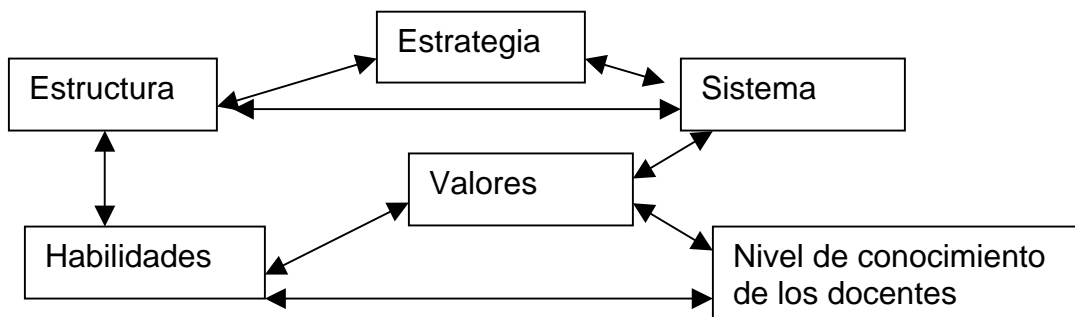 Estrategia
Estructura
Sistema
Valores
Habilidades
Nivel de conocimiento
de los docentes